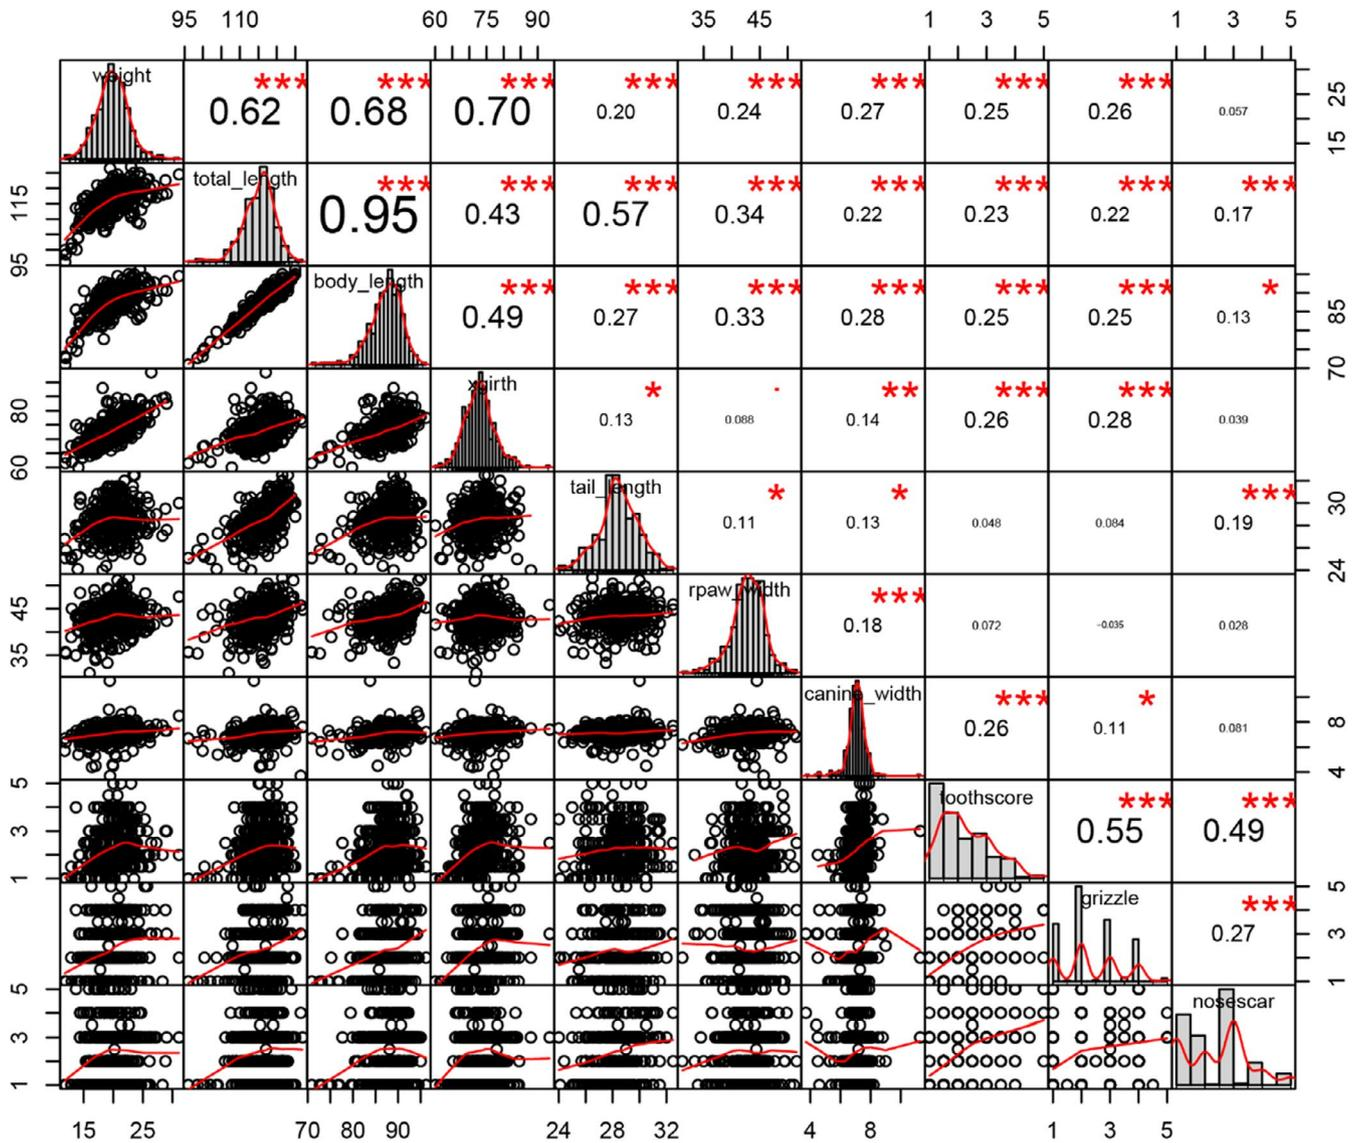 95 110 60 75 90 35 45 1 3 5 1 3 5
weight *** 0.62 *** 0.68 *** 0.70 *** 0.20 *** 0.24 *** 0.27 *** 0.25 *** 0.26 0.057 15 25
95 115 total_length *** 0.95 *** 0.43 *** 0.57 *** 0.34 *** 0.22 *** 0.23 *** 0.22 *** 0.17
body_length *** 0.49 *** 0.27 *** 0.33 *** 0.28 *** 0.25 *** 0.25 * 0.13 70 85
60 80 xgirth * 0.13 . 0.088 ** 0.14 *** 0.26 *** 0.28 0.039
tail_length * 0.11 * 0.13 0.048 0.084 *** 0.19 24 30
35 45 rpaw_width *** 0.18 0.072 -0.035 0.028
canine_width *** 0.26 * 0.11 0.081 4 8
1 3 5 toothscore *** 0.55 *** 0.49
grizzle *** 0.27 1 3 5
1 3 5 nosescar
15 25 70 80 90 24 28 32 4 8 1 3 5